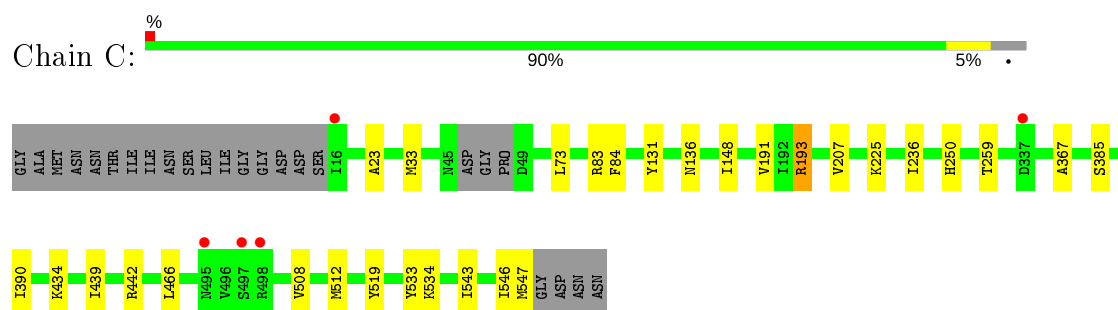 %
Chain C:
90% 5% •
GLY ALA MET ASN ASN THR ILE ILE ASN SER LEU ILE GLY GLY ASP ASP SER I16 A23 M33 N45 ASP GLY PRO D49 L73 R83 F84 Y131 N136 I148 V191 I192 R193 V207 K225 I236 H250 T259 D337 A367 S385
I390 K434 I439 R442 L466 N495 V496 S497 R498 V508 M512 Y519 Y533 K534 I543 I546 M547 GLY ASP ASN ASN